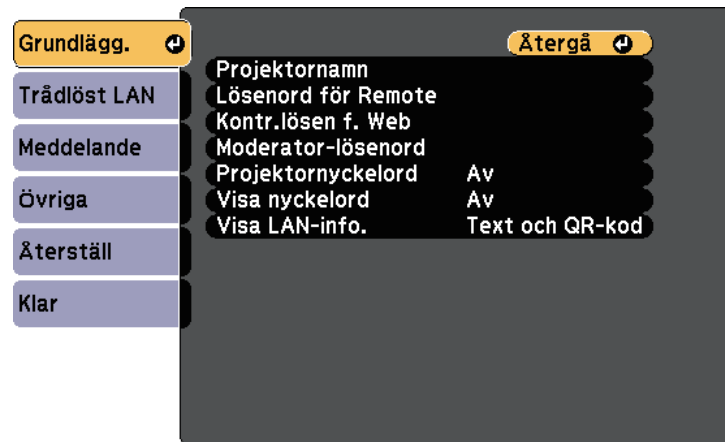 Grundlägg.
Trådlöst LAN
Meddelande
Övriga
Återställ
Klar
Återgå
Projektornamn
Lösenord för Remote
Kontr.lösen f. Web
Moderator-lösenord
Projektornyckelord Av
Visa nyckelord Av
Visa LAN-info. Text och QR-kod